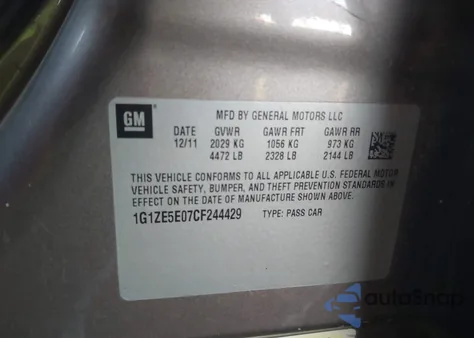 GM
MFD BY GENERAL MOTORS LLC
DATE GVWR GAWR FRT GAWR RR
12/11 2029 KG 1056 KG 973 KG
4472 LB 2328 LB 2144 LB
THIS VEHICLE CONFORMS TO ALL APPLICABLE U.S. FEDERAL MOTOR
VEHICLE SAFETY, BUMPER, AND THEFT PREVENTION STANDARDS IN
EFFECT ON THE DATE OF MANUFACTURE SHOWN ABOVE.
1G1ZE5E07CF244429 TYPE: PASS CAR
autoSnap